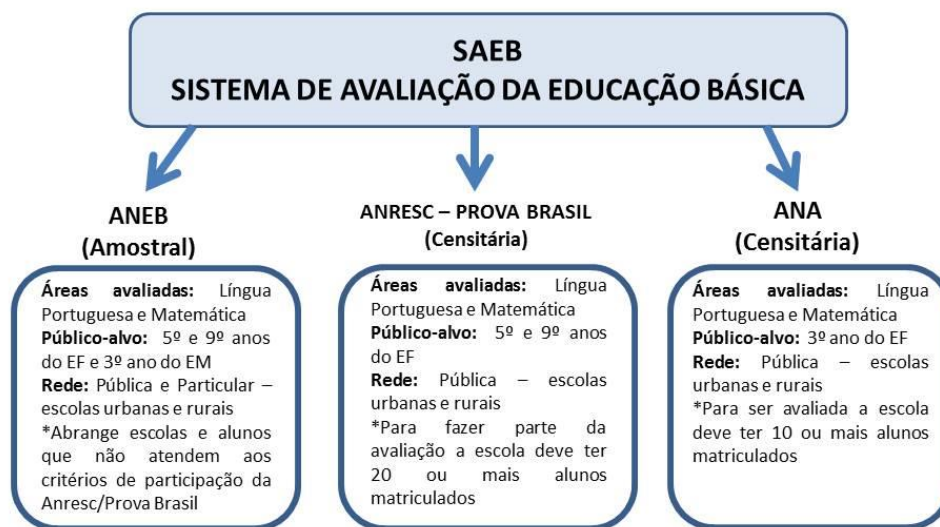 SAEB
SISTEMA DE AVALIAÇÃO DA EDUCAÇÃO BÁSICA
ANEB
(Amostral)
Áreas avaliadas: Língua
Portuguesa e Matemática
Público-alvo: 5º e 9º anos
do EF e 3º ano do EM
Rede: Pública e Particular –
escolas urbanas e rurais
*Abrange escolas e alunos
que não atendem aos
critérios de participação da
Anresc/Prova Brasil
ANRESC – PROVA BRASIL
(Censitária)
Áreas avaliadas: Língua
Portuguesa e Matemática
Público-alvo: 5º e 9º anos
do EF
Rede: Pública – escolas
urbanas e rurais
*Para fazer parte da
avaliação a escola deve ter
20 ou mais alunos
matriculados
ANA
(Censitária)
Áreas avaliadas: Língua
Portuguesa e Matemática
Público-alvo: 3º ano do EF
Rede: Pública – escolas
urbanas e rurais
*Para ser avaliada a escola
deve ter 10 ou mais alunos
matriculados